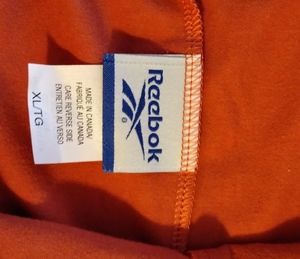 Reebok
®
MADE IN CANADA/
FABRIQUÉ AU CANADA
CARE REVERSE SIDE
ENTRETIEN AU VERSO
XL/TG